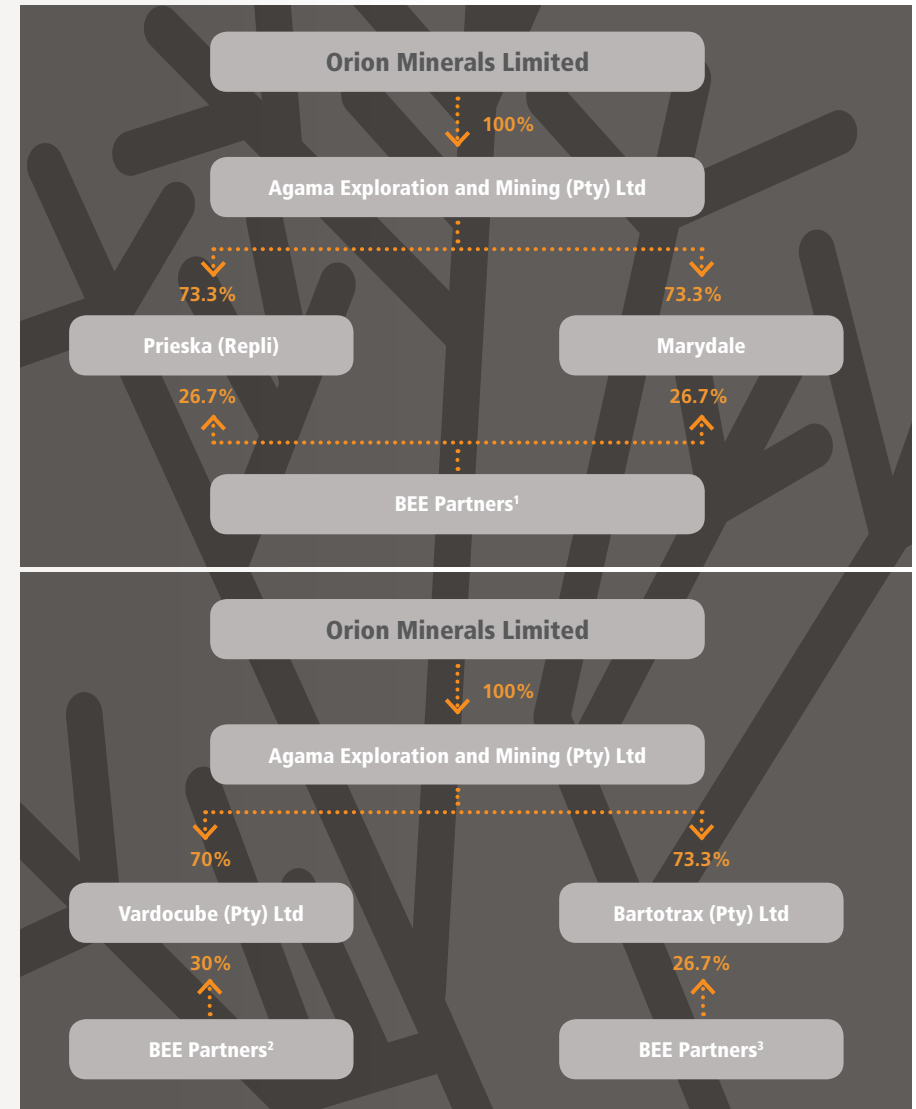 Orion Minerals Limited
100%
Agama Exploration and Mining (Pty) Ltd
73.3% 73.3%
Prieska (Repli) Marydale
26.7% 26.7%
BEE Partners¹
Orion Minerals Limited
100%
Agama Exploration and Mining (Pty) Ltd
70% 73.3%
Vardocube (Pty) Ltd Bartotrax (Pty) Ltd
30% 26.7%
BEE Partners² BEE Partners³